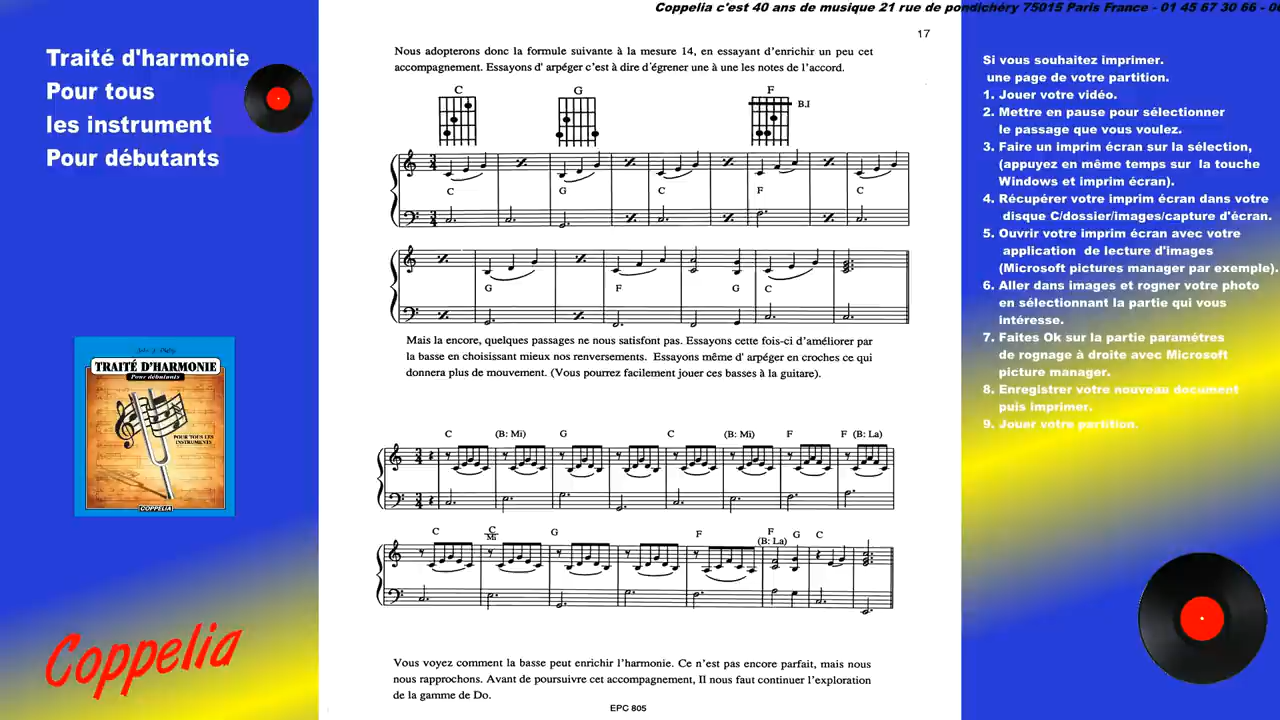 Coppelia c'est 40 ans de musique 21 rue de pondichéry 75015 Paris France - 01 45 67 30 66 - 0
Traité d'harmonie
Pour tous
les instrument
Pour débutants
TRAITÉ D'HARMONIE
Pour débutants
POUR TOUS LES
INSTRUMENTS
COPPELIA
Coppelia
17
Nous adopterons donc la formule suivante à la mesure 14, en essayant d'enrichir un peu cet
accompagnement. Essayons d' arpéger c'est à dire d'égrener une à une les notes de l'accord.
C G F B.I
C G C F C
G F G C
Mais la encore, quelques passages ne nous satisfont pas. Essayons cette fois-ci d'améliorer par
la basse en choisissant mieux nos renversements. Essayons même d' arpéger en croches ce qui
donnera plus de mouvement. (Vous pourrez facilement jouer ces basses à la guitare).
C (B: Mi) G C (B: Mi) F F (B: La)
C C/Mi G F F G C
(B: La)
Vous voyez comment la basse peut enrichir l'harmonie. Ce n'est pas encore parfait, mais nous
nous rapprochons. Avant de poursuivre cet accompagnement, Il nous faut continuer l'exploration
de la gamme de Do.
EPC 805
Si vous souhaitez imprimer.
une page de votre partition.
1. Jouer votre vidéo.
2. Mettre en pause pour sélectionner
le passage que vous voulez.
3. Faire un imprim écran sur la sélection,
(appuyez en même temps sur la touche
Windows et imprim écran).
4. Récupérer votre imprim écran dans votre
disque C/dossier/images/capture d'écran.
5. Ouvrir votre imprim écran avec votre
application de lecture d'images
(Microsoft pictures manager par exemple).
6. Aller dans images et rogner votre photo
en sélectionnant la partie qui vous
intéresse.
7. Faites Ok sur la partie paramétres
de rognage à droite avec Microsoft
picture manager.
8. Enregistrer votre nouveau document
puis imprimer.
9. Jouer votre partition.